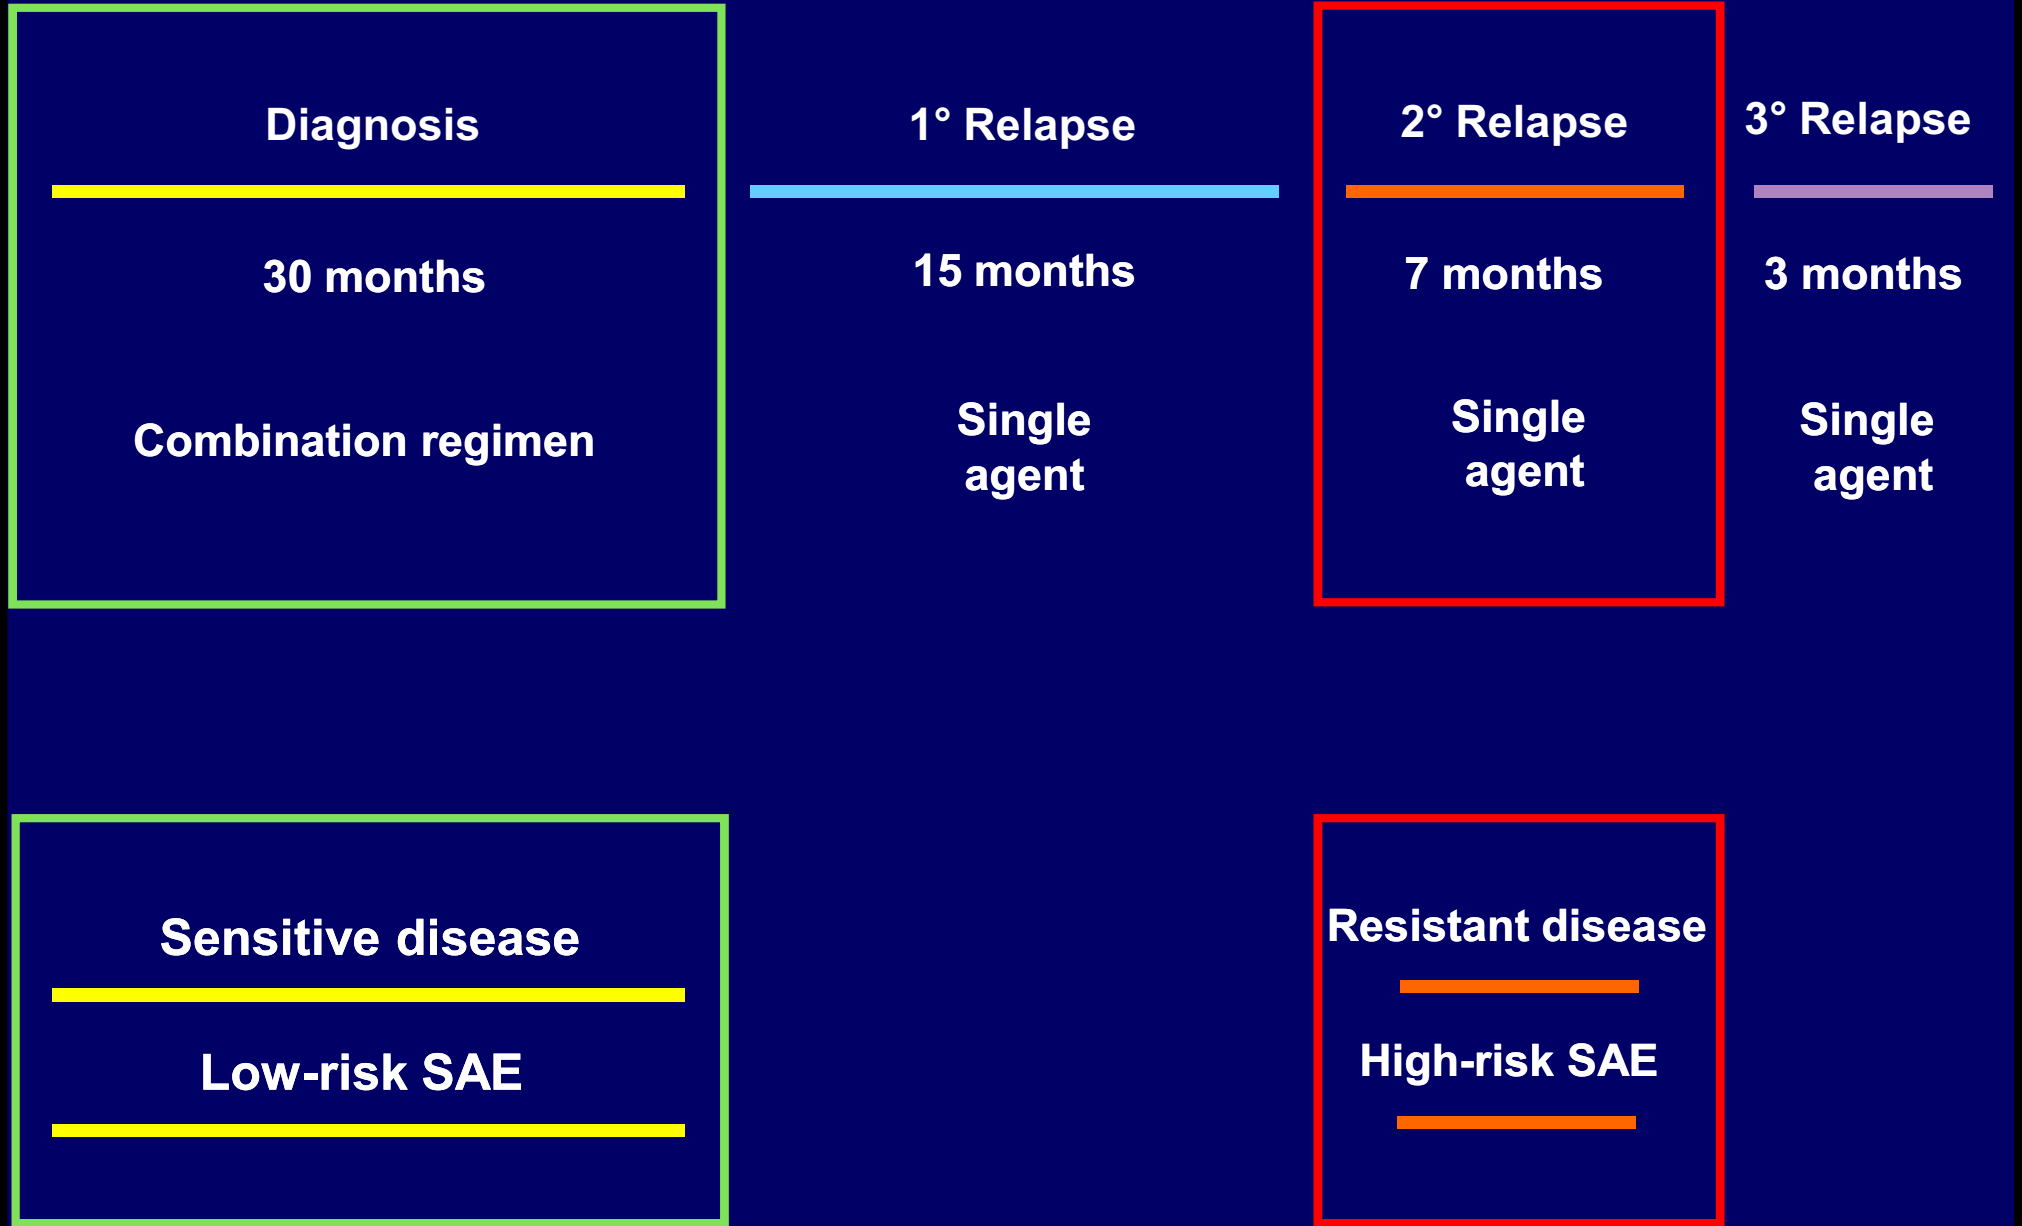 Diagnosis
1° Relapse
2° Relapse
3° Relapse
30 months
15 months
7 months
3 months
Combination regimen
Single
agent
Single
agent
Single
agent
Sensitive disease
Low-risk SAE
Resistant disease
High-risk SAE